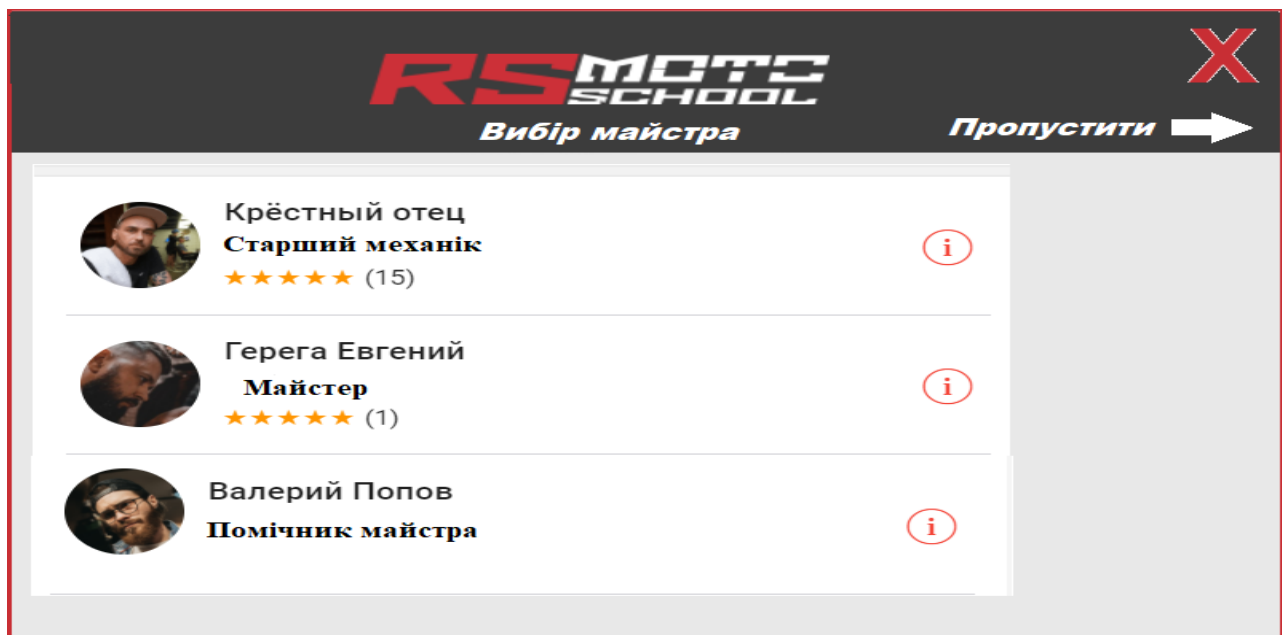 RS MOTO
SCHOOL
X
Вибір майстра
Пропустити
Крёстный отец
Старший механік
★★★★★ (15)
i
Герега Евгений
Майстер
★★★★★ (1)
i
Валерий Попов
Помічник майстра
i